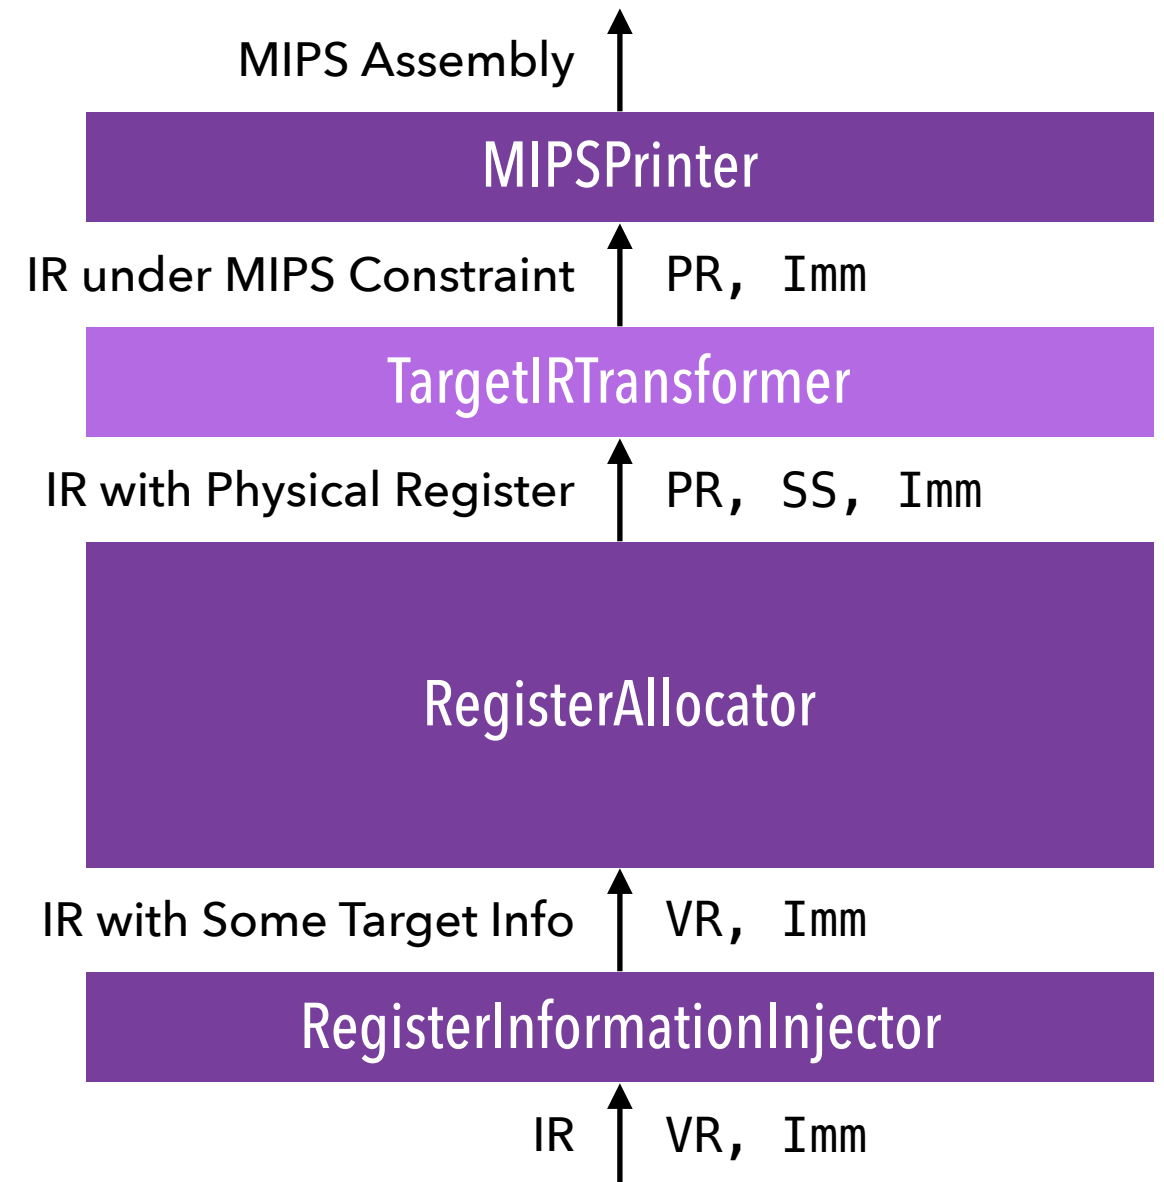 MIPS Assembly
MIPSPrinter
IR under MIPS Constraint PR, Imm
TargetIRTransformer
IR with Physical Register PR, SS, Imm
RegisterAllocator
IR with Some Target Info VR, Imm
RegisterInformationInjector
IR VR, Imm